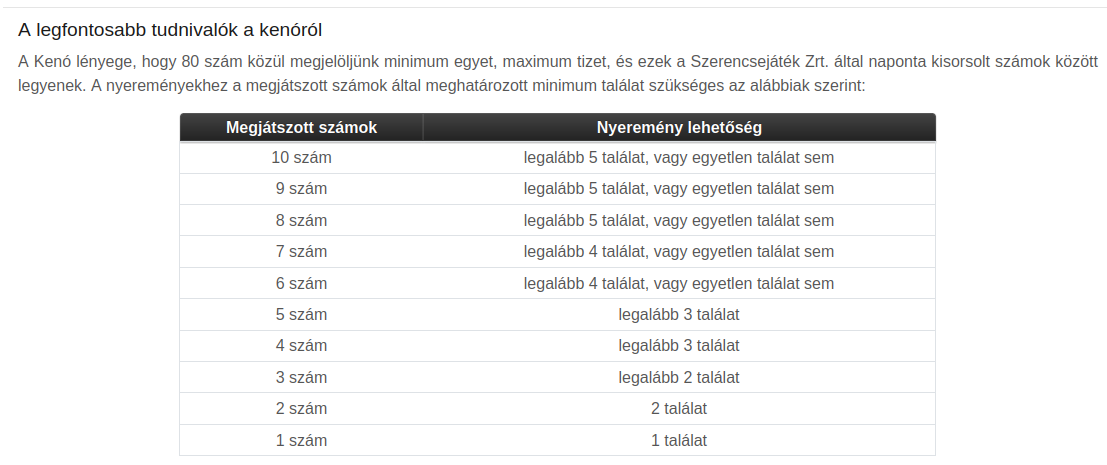 A legfontosabb tudnivalók a kenóról
A Kenó lényege, hogy 80 szám közül megjelöljünk minimum egyet, maximum tizet, és ezek a Szerencsejáték Zrt. által naponta kisorsolt számok között
legyenek. A nyereményekhez a megjátszott számok által meghatározott minimum találat szükséges az alábbiak szerint:
Megjátszott számok Nyeremény lehetőség
10 szám legalább 5 találat, vagy egyetlen találat sem
9 szám legalább 5 találat, vagy egyetlen találat sem
8 szám legalább 5 találat, vagy egyetlen találat sem
7 szám legalább 4 találat, vagy egyetlen találat sem
6 szám legalább 4 találat, vagy egyetlen találat sem
5 szám legalább 3 találat
4 szám legalább 3 találat
3 szám legalább 2 találat
2 szám 2 találat
1 szám 1 találat